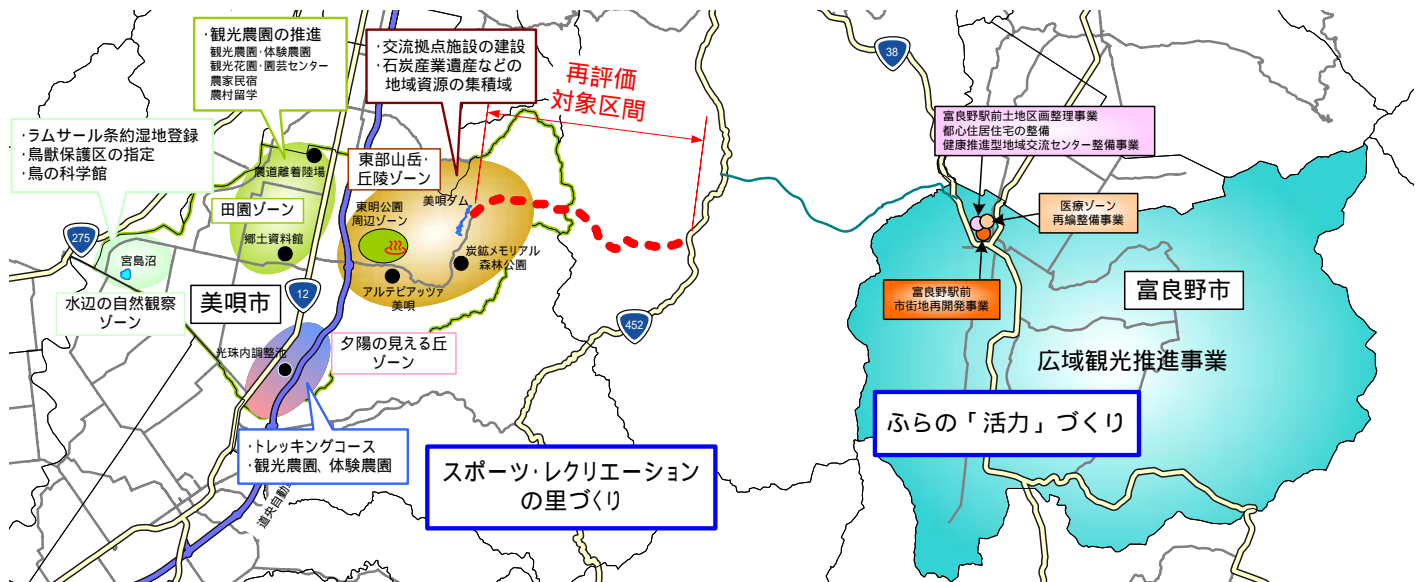 ・観光農園の推進
観光農園・体験農園
観光花園・園芸センター
農家民宿
農村留学
・交流拠点施設の建設
・石炭産業遺産などの
地域資源の集積域
再評価
対象区間
38
富良野駅前土地区画整理事業
都心住居住宅の整備
健康推進型地域交流センター整備事業
・ラムサール条約湿地登録
・鳥獣保護区の指定
・鳥の科学館
農道離着陸場
東部山岳・
丘陵ゾーン
美唄ダム
田園ゾーン
東明公園
周辺ゾーン
医療ゾーン
再編整備事業
275
郷土資料館
宮島沼
炭鉱メモリアル
森林公園
アルテピアッツァ
美唄
水辺の自然観察
ゾーン
美唄市
12
富良野駅前
市街地再開発事業
富良野市
452
夕陽の見える丘
ゾーン
光珠内調整池
広域観光推進事業
ふらの「活力」づくり
・トレッキングコース
・観光農園、体験農園
スポーツ・レクリエーション
の里づくり
道央自動